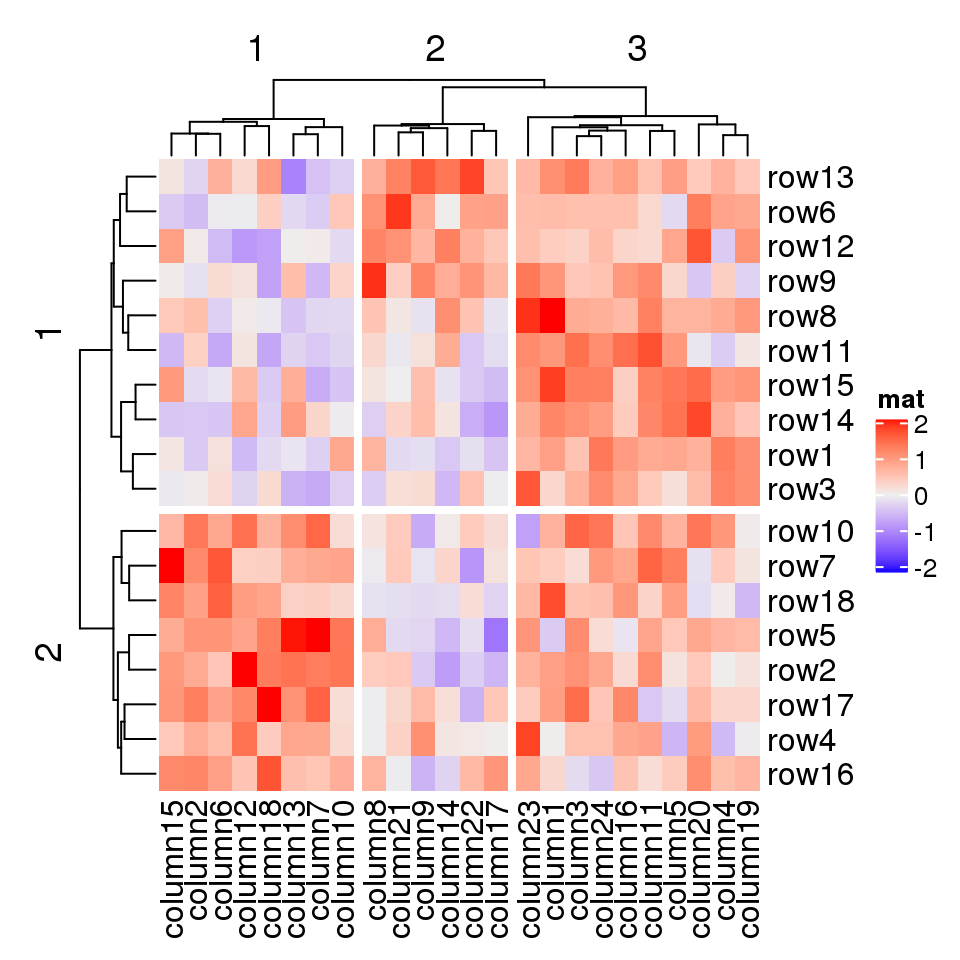 1 2 3
1
row13
row6
row12
row9
row8
row11
row15
row14
row1
row3
2
row10
row7
row18
row5
row2
row17
row4
row16
column15
column2
column6
column12
column18
column13
column7
column10
column8
column21
column9
column14
column22
column17
column23
column1
column3
column24
column16
column11
column5
column20
column4
column19
mat
2
1
0
-1
-2